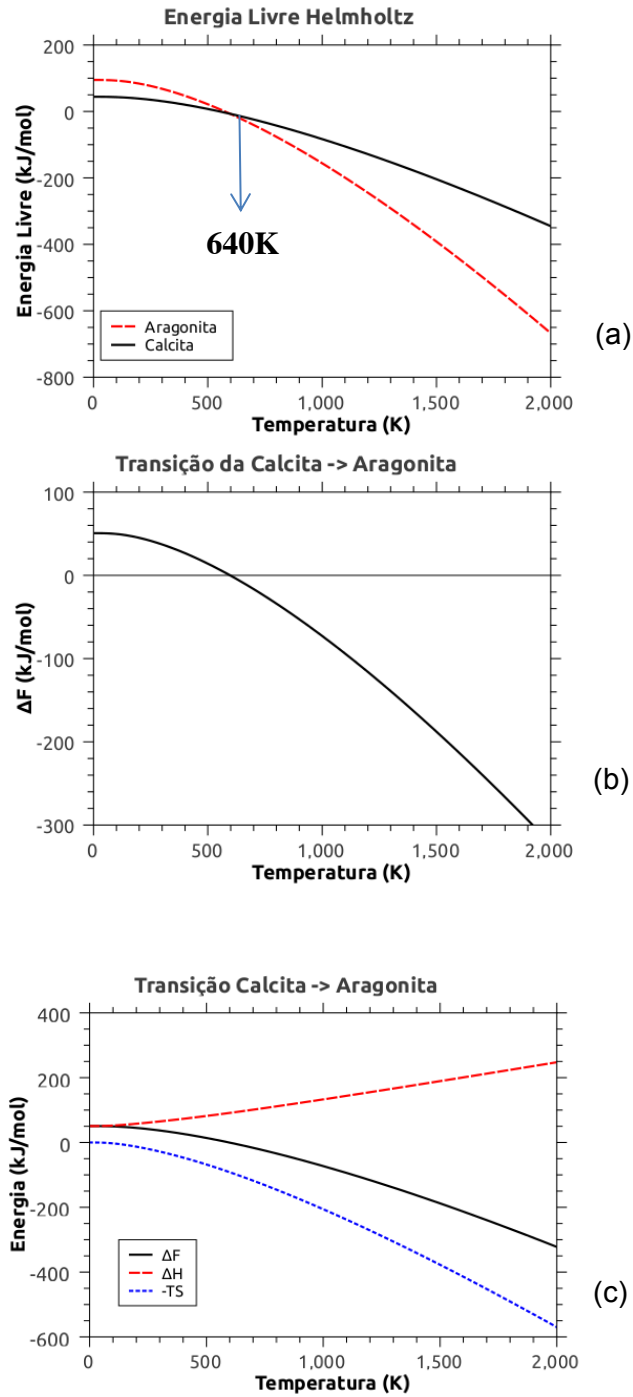 Energia Livre Helmholtz
Energia Livre (kJ/mol)
200
0
-200
-400
-600
-800
640K
Aragonita
Calcita
0 500 1,000 1,500 2,000
Temperatura (K)
(a)
Transição da Calcita -> Aragonita
ΔF (kJ/mol)
100
0
-100
-200
-300
0 500 1,000 1,500 2,000
Temperatura (K)
(b)
Transição Calcita -> Aragonita
Energia (kJ/mol)
400
200
0
-200
-400
-600
ΔF
ΔH
-TS
0 500 1,000 1,500 2,000
Temperatura (K)
(c)